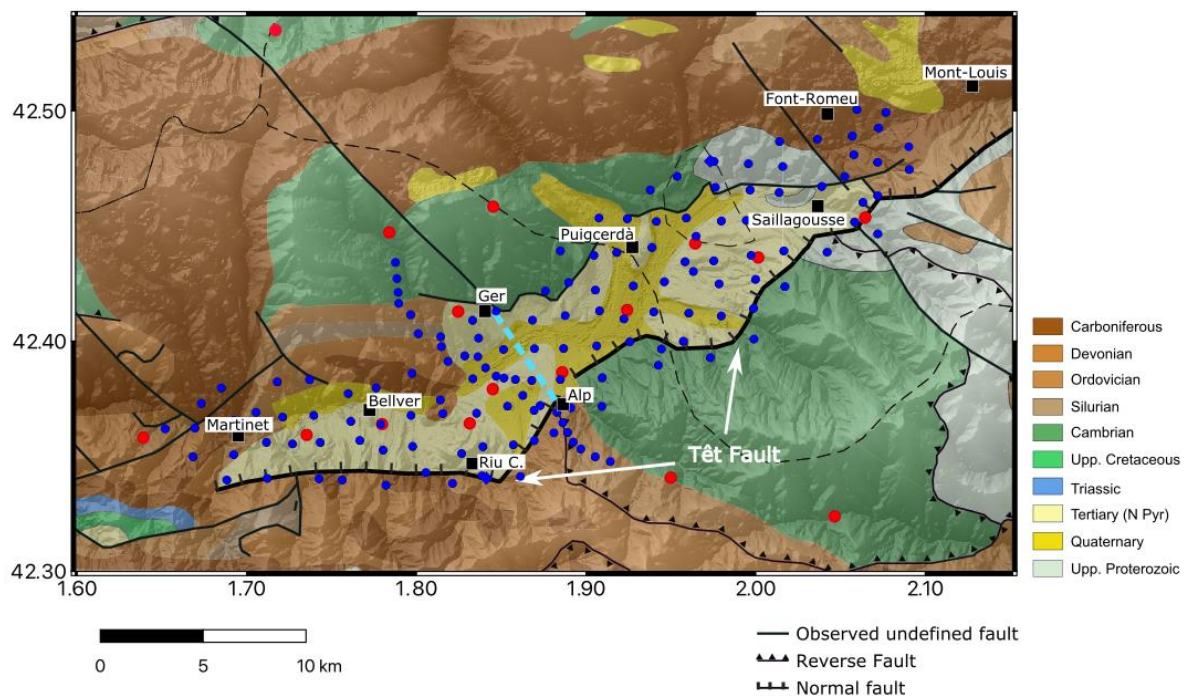 42.50
42.40
42.30
1.60
1.70
1.80
1.90
2.00
2.10
Mont-Louis
Font-Romeu
Saillagousse
Puigcerdà
Ger
Alp
Bellver
Martinet
Riu C.
Têt Fault
Carboniferous
Devonian
Ordovician
Silurian
Cambrian
Upp. Cretaceous
Triassic
Tertiary (N Pyr)
Quaternary
Upp. Proterozoic
0 5 10 km
Observed undefined fault
Reverse Fault
Normal fault